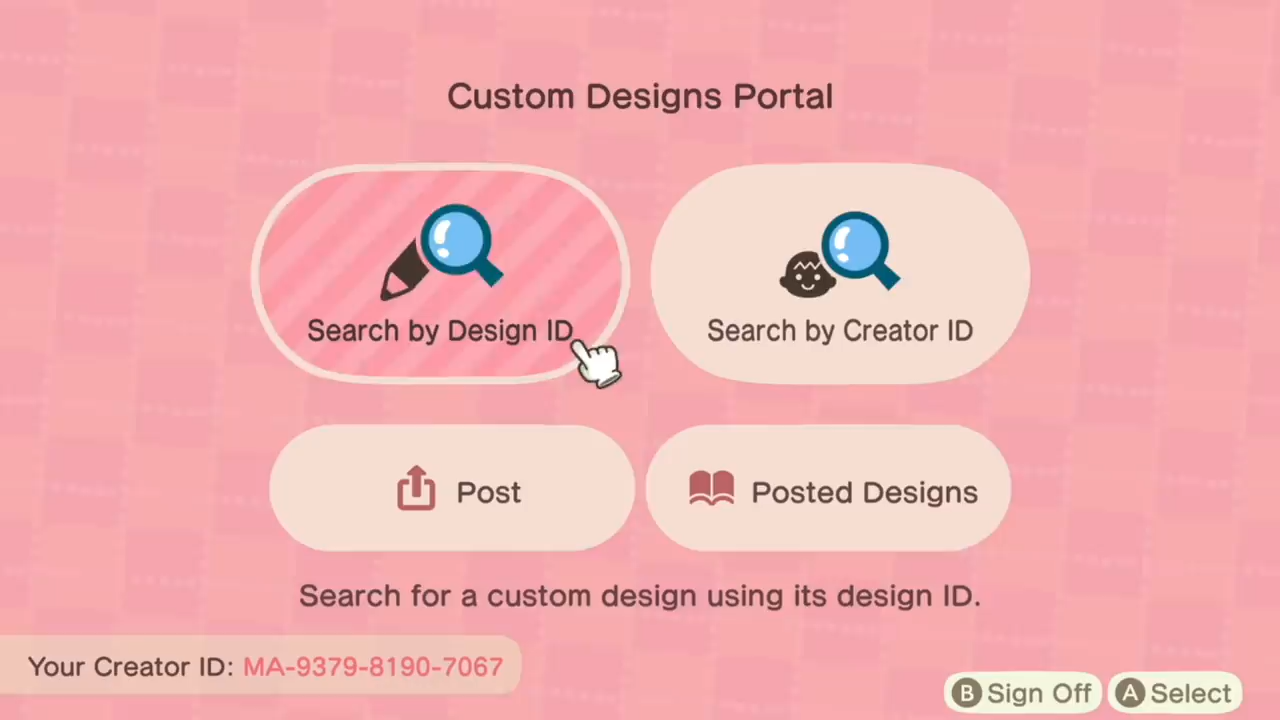 Custom Designs Portal
Search by Design ID
Search by Creator ID
Post
Posted Designs
Search for a custom design using its design ID.
Your Creator ID: MA-9379-8190-7067
B Sign Off A Select